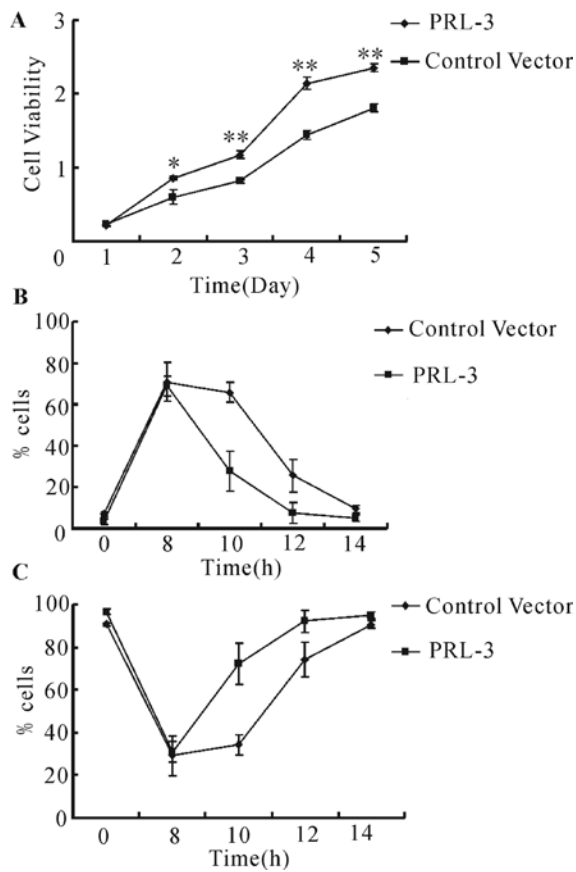 A
PRL-3
Control Vector
Cell Viability
3
2
1
0
*
**
**
**
1 2 3 4 5
Time(Day)
B
Control Vector
PRL-3
% cells
100
80
60
40
20
0
0 8 10 12 14
Time(h)
C
Control Vector
PRL-3
% cells
100
80
60
40
20
0
0 8 10 12 14
Time(h)